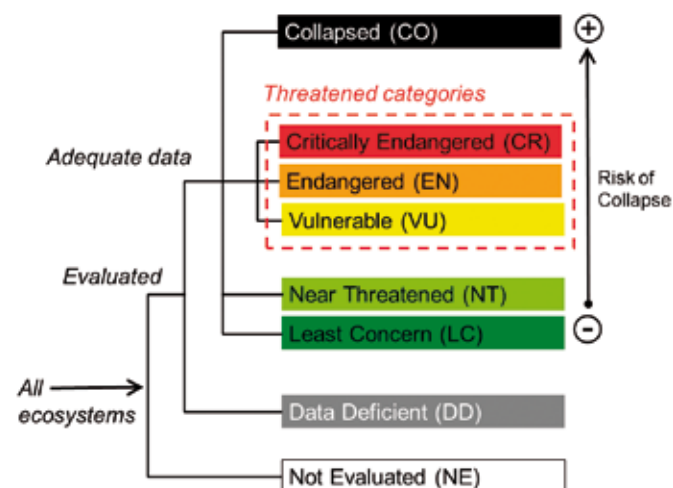 Collapsed (CO)
+
Threatened categories
Critically Endangered (CR)
Adequate data
Endangered (EN)
Risk of
Collapse
Vulnerable (VU)
Evaluated
Near Threatened (NT)
Least Concern (LC)
-
All
ecosystems
Data Deficient (DD)
Not Evaluated (NE)